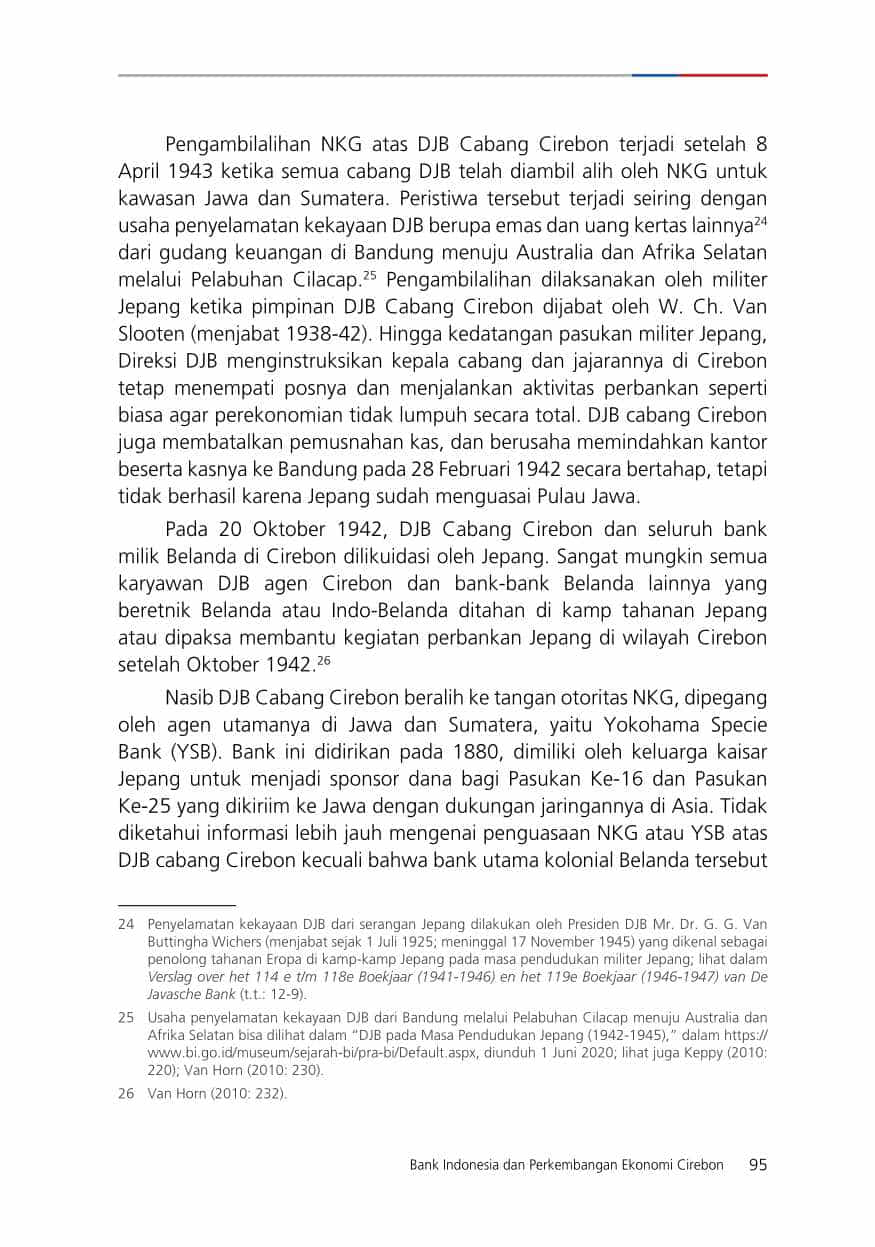 Pengambilalihan NKG atas DJB Cabang Cirebon terjadi setelah 8
April 1943 ketika semua cabang DJB telah diambil alih oleh NKG untuk
kawasan Jawa dan Sumatera. Peristiwa tersebut terjadi seiring dengan
usaha penyelamatan kekayaan DJB berupa emas dan uang kertas lainnya²⁴
dari gudang keuangan di Bandung menuju Australia dan Afrika Selatan
melalui Pelabuhan Cilacap.²⁵ Pengambilalihan dilaksanakan oleh militer
Jepang ketika pimpinan DJB Cabang Cirebon dijabat oleh W. Ch. Van
Slooten (menjabat 1938-42). Hingga kedatangan pasukan militer Jepang,
Direksi DJB menginstruksikan kepala cabang dan jajarannya di Cirebon
tetap menempati posnya dan menjalankan aktivitas perbankan seperti
biasa agar perekonomian tidak lumpuh secara total. DJB cabang Cirebon
juga membatalkan pemusnahan kas, dan berusaha memindahkan kantor
beserta kasnya ke Bandung pada 28 Februari 1942 secara bertahap, tetapi
tidak berhasil karena Jepang sudah menguasai Pulau Jawa.
Pada 20 Oktober 1942, DJB Cabang Cirebon dan seluruh bank
milik Belanda di Cirebon dilikuidasi oleh Jepang. Sangat mungkin semua
karyawan DJB agen Cirebon dan bank-bank Belanda lainnya yang
beretnik Belanda atau Indo-Belanda ditahan di kamp tahanan Jepang
atau dipaksa membantu kegiatan perbankan Jepang di wilayah Cirebon
setelah Oktober 1942.²⁶
Nasib DJB Cabang Cirebon beralih ke tangan otoritas NKG, dipegang
oleh agen utamanya di Jawa dan Sumatera, yaitu Yokohama Specie
Bank (YSB). Bank ini didirikan pada 1880, dimiliki oleh keluarga kaisar
Jepang untuk menjadi sponsor dana bagi Pasukan Ke-16 dan Pasukan
Ke-25 yang dikiriim ke Jawa dengan dukungan jaringannya di Asia. Tidak
diketahui informasi lebih jauh mengenai penguasaan NKG atau YSB atas
DJB cabang Cirebon kecuali bahwa bank utama kolonial Belanda tersebut
24 Penyelamatan kekayaan DJB dari serangan Jepang dilakukan oleh Presiden DJB Mr. Dr. G. G. Van
Buttingha Wichers (menjabat sejak 1 Juli 1925; meninggal 17 November 1945) yang dikenal sebagai
penolong tahanan Eropa di kamp-kamp Jepang pada masa pendudukan militer Jepang; lihat dalam
Verslag over het 114 e t/m 118e Boekjaar (1941-1946) en het 119e Boekjaar (1946-1947) van De
Javasche Bank (t.t.: 12-9).
25 Usaha penyelamatan kekayaan DJB dari Bandung melalui Pelabuhan Cilacap menuju Australia dan
Afrika Selatan bisa dilihat dalam “DJB pada Masa Pendudukan Jepang (1942-1945),” dalam https://
www.bi.go.id/museum/sejarah-bi/pra-bi/Default.aspx, diunduh 1 Juni 2020; lihat juga Keppy (2010:
220); Van Horn (2010: 230).
26 Van Horn (2010: 232).
Bank Indonesia dan Perkembangan Ekonomi Cirebon 95